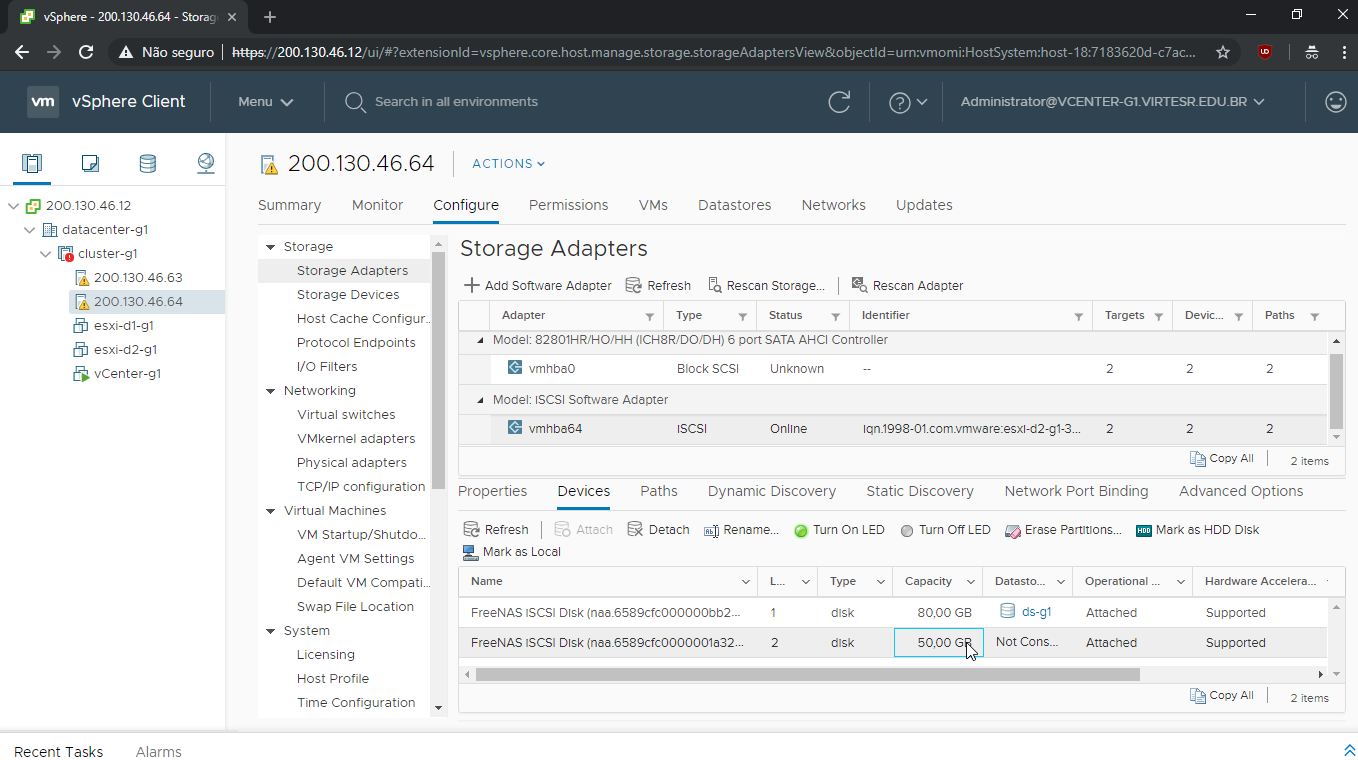 vSphere - 200.130.46.64 - Storag
Não seguro | https://200.130.46.12/ui/#?extensionId=vsphere.core.host.manage.storage.storageAdaptersView&objectId=urn:vmomi:HostSystem:host-18:7183620d-c7ac...
vm vSphere Client Menu Search in all environments Administrator@VCENTER-G1.VIRTESR.EDU.BR
200.130.46.12
datacenter-g1
cluster-g1
200.130.46.63
200.130.46.64
esxi-d1-g1
esxi-d2-g1
vCenter-g1
200.130.46.64 ACTIONS
Summary Monitor Configure Permissions VMs Datastores Networks Updates
Storage
Storage Adapters
Storage Devices
Host Cache Configur..
Protocol Endpoints
I/O Filters
Networking
Virtual switches
VMkernel adapters
Physical adapters
TCP/IP configuration
Virtual Machines
VM Startup/Shutdo...
Agent VM Settings
Default VM Compati...
Swap File Location
System
Licensing
Host Profile
Time Configuration
Storage Adapters
Add Software Adapter Refresh Rescan Storage... Rescan Adapter
Adapter Type Status Identifier Targets Devic... Paths
Model: 82801HR/HO/HH (ICH8R/DO/DH) 6 port SATA AHCI Controller
vmhba0 Block SCSI Unknown -- 2 2 2
Model: iSCSI Software Adapter
vmhba64 iSCSI Online iqn.1998-01.com.vmware:esxi-d2-g1-3... 2 2 2
Copy All 2 items
Properties Devices Paths Dynamic Discovery Static Discovery Network Port Binding Advanced Options
Refresh Attach Detach Rename... Turn On LED Turn Off LED Erase Partitions... HDD Mark as HDD Disk
Mark as Local
Name L... Type Capacity Datasto... Operational ... Hardware Accelera...
FreeNAS iSCSI Disk (naa.6589cfc000000bb2... 1 disk 80,00 GB ds-g1 Attached Supported
FreeNAS iSCSI Disk (naa.6589cfc0000001a32... 2 disk 50,00 GB Not Cons... Attached Supported
Copy All 2 items
Recent Tasks Alarms